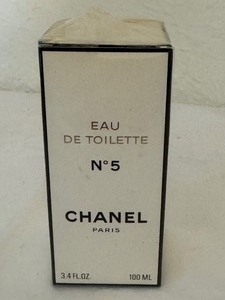 EAU
DE TOILETTE
N°5
CHANEL
PARIS
3.4 FL.OZ. 100 ML